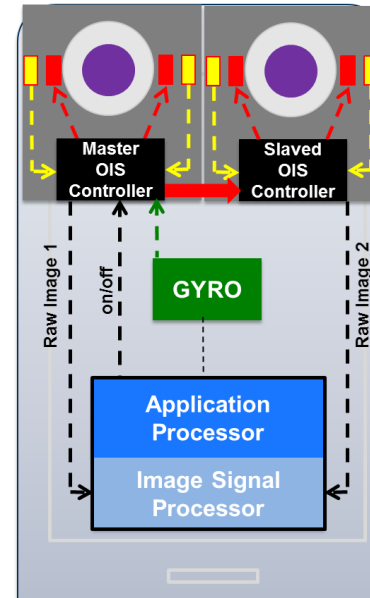 Master
OIS
Controller
Slaved
OIS
Controller
Raw Image 1
on/off
GYRO
Raw Image 2
Application
Processor
Image Signal
Processor